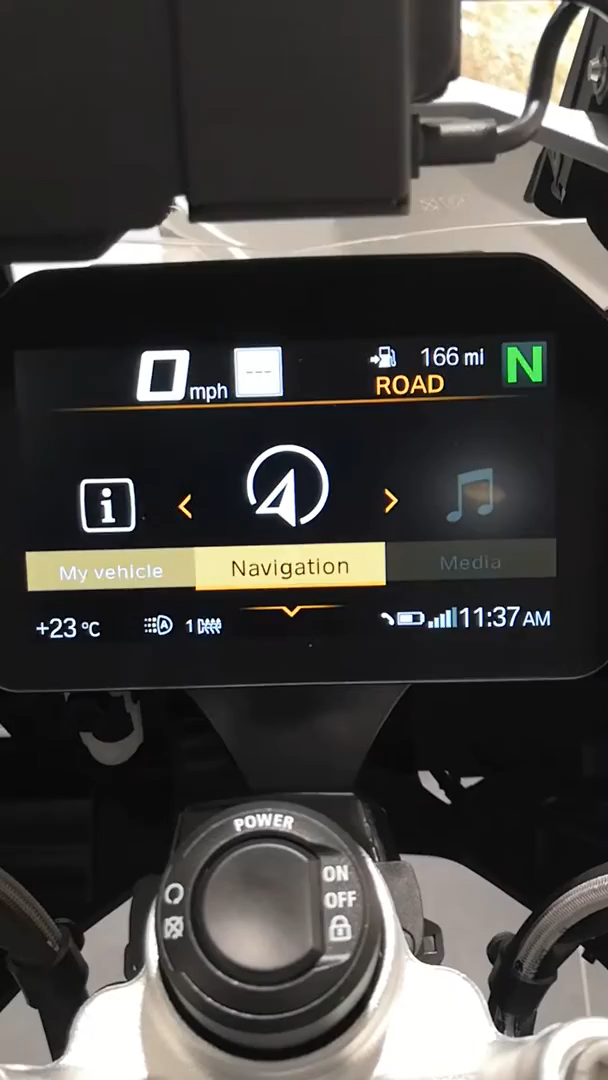 0 mph --- 166 mi N
ROAD
i
My vehicle Navigation Media
+23 °C 1 11:37 AM
POWER
ON
OFF